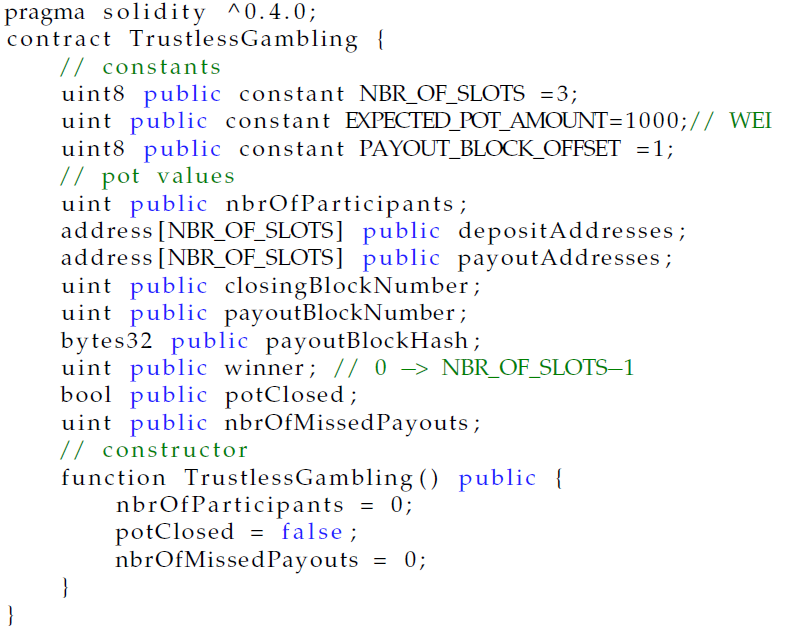 pragma solidity ^0.4.0;
contract TrustlessGambling {
// constants
uint8 public constant NBR_OF_SLOTS =3;
uint public constant EXPECTED_POT_AMOUNT=1000;// WEI
uint8 public constant PAYOUT_BLOCK_OFFSET =1;
// pot values
uint public nbrOfParticipants;
address[NBR_OF_SLOTS] public depositAddresses;
address[NBR_OF_SLOTS] public payoutAddresses;
uint public closingBlockNumber;
uint public payoutBlockNumber;
bytes32 public payoutBlockHash;
uint public winner; // 0 —> NBR_OF_SLOTS−1
bool public potClosed;
uint public nbrOfMissedPayouts;
// constructor
function TrustlessGambling() public {
nbrOfParticipants = 0;
potClosed = false;
nbrOfMissedPayouts = 0;
}
}